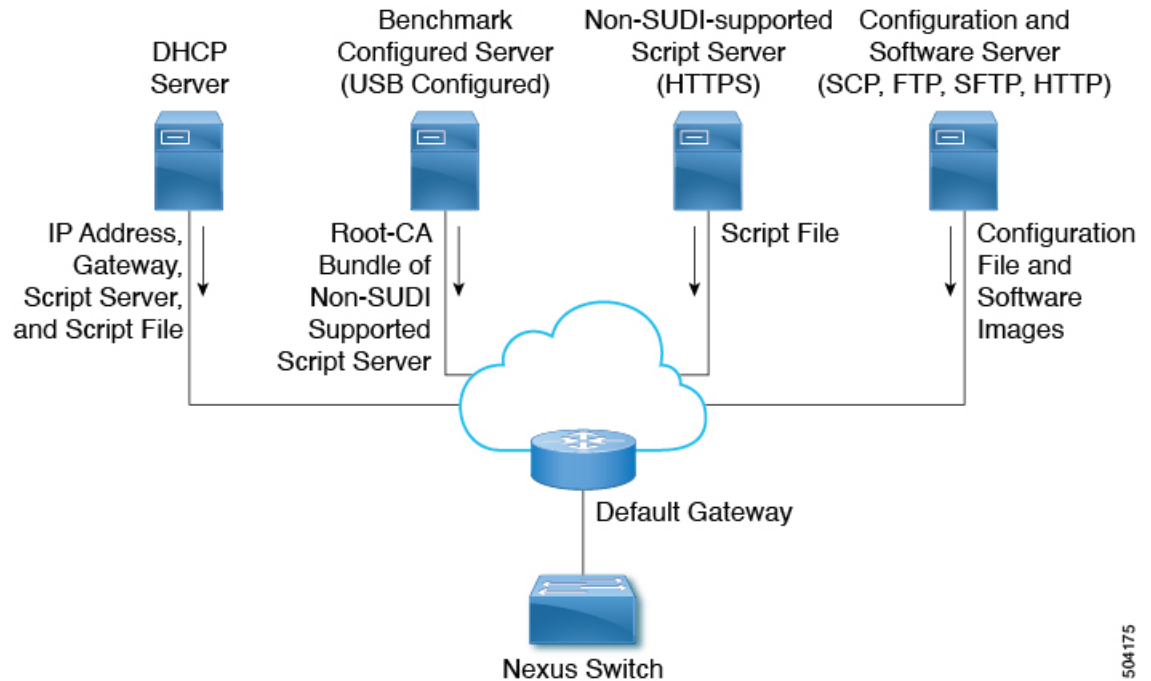 DHCP
Server
Benchmark
Configured Server
(USB Configured)
Non-SUDI-supported
Script Server
(HTTPS)
Configuration and
Software Server
(SCP, FTP, SFTP, HTTP)
IP Address,
Gateway,
Script Server,
and Script File
Root-CA
Bundle of
Non-SUDI
Supported
Script Server
Script File
Configuration
File and
Software
Images
Default Gateway
Nexus Switch
504175